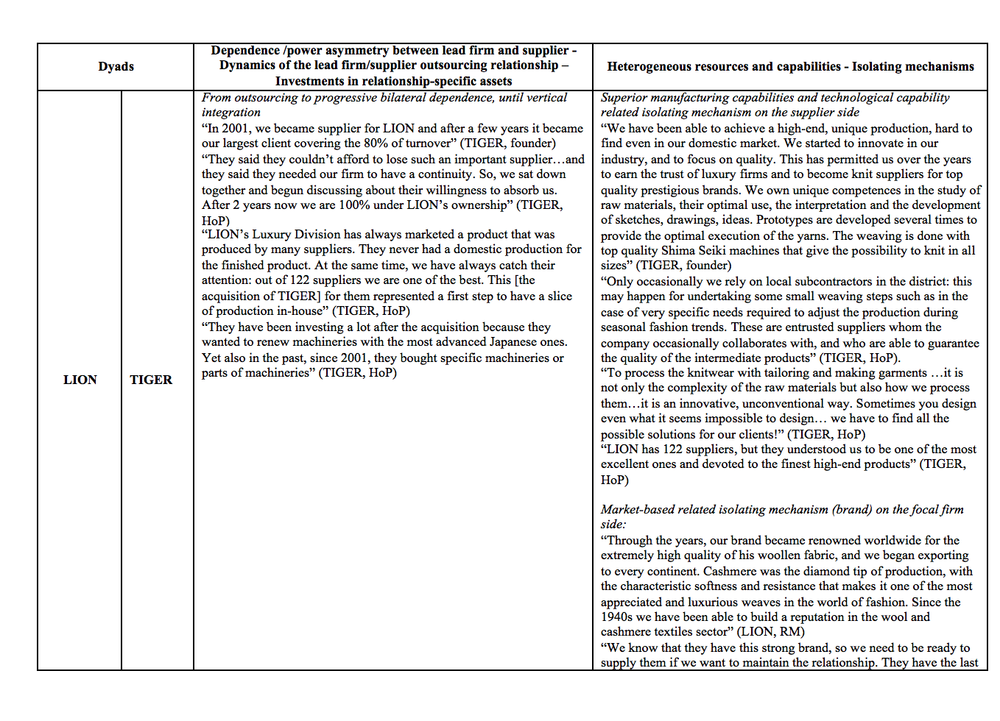 Dyads
Dependence /power asymmetry between lead firm and supplier -
Dynamics of the lead firm/supplier outsourcing relationship –
Investments in relationship-specific assets
Heterogeneous resources and capabilities - Isolating mechanisms
LION
TIGER
From outsourcing to progressive bilateral dependence, until vertical
integration
“In 2001, we became supplier for LION and after a few years it became
our largest client covering the 80% of turnover” (TIGER, founder)
“They said they couldn’t afford to lose such an important supplier…and
they said they needed our firm to have a continuity. So, we sat down
together and begun discussing about their willingness to absorb us.
After 2 years now we are 100% under LION’s ownership” (TIGER,
HoP)
“LION’s Luxury Division has always marketed a product that was
produced by many suppliers. They never had a domestic production for
the finished product. At the same time, we have always catch their
attention: out of 122 suppliers we are one of the best. This [the
acquisition of TIGER] for them represented a first step to have a slice
of production in-house” (TIGER, HoP)
“They have been investing a lot after the acquisition because they
wanted to renew machineries with the most advanced Japanese ones.
Yet also in the past, since 2001, they bought specific machineries or
parts of machineries” (TIGER, HoP)
Superior manufacturing capabilities and technological capability
related isolating mechanism on the supplier side
“We have been able to achieve a high-end, unique production, hard to
find even in our domestic market. We started to innovate in our
industry, and to focus on quality. This has permitted us over the years
to earn the trust of luxury firms and to become knit suppliers for top
quality prestigious brands. We own unique competences in the study of
raw materials, their optimal use, the interpretation and the development
of sketches, drawings, ideas. Prototypes are developed several times to
provide the optimal execution of the yarns. The weaving is done with
top quality Shima Seiki machines that give the possibility to knit in all
sizes” (TIGER, founder)
“Only occasionally we rely on local subcontractors in the district: this
may happen for undertaking some small weaving steps such as in the
case of very specific needs required to adjust the production during
seasonal fashion trends. These are entrusted suppliers whom the
company occasionally collaborates with, and who are able to guarantee
the quality of the intermediate products” (TIGER, HoP).
“To process the knitwear with tailoring and making garments …it is
not only the complexity of the raw materials but also how we process
them…it is an innovative, unconventional way. Sometimes you design
even what it seems impossible to design… we have to find all the
possible solutions for our clients!” (TIGER, HoP)
“LION has 122 suppliers, but they understood us to be one of the most
excellent ones and devoted to the finest high-end products” (TIGER,
HoP)
Market-based related isolating mechanism (brand) on the focal firm
side:
“Through the years, our brand became renowned worldwide for the
extremely high quality of his woollen fabric, and we began exporting
to every continent. Cashmere was the diamond tip of production, with
the characteristic softness and resistance that makes it one of the most
appreciated and luxurious weaves in the world of fashion. Since the
1940s we have been able to build a reputation in the wool and
cashmere textiles sector” (LION, RM)
“We know that they have this strong brand, so we need to be ready to
supply them if we want to maintain the relationship. They have the last